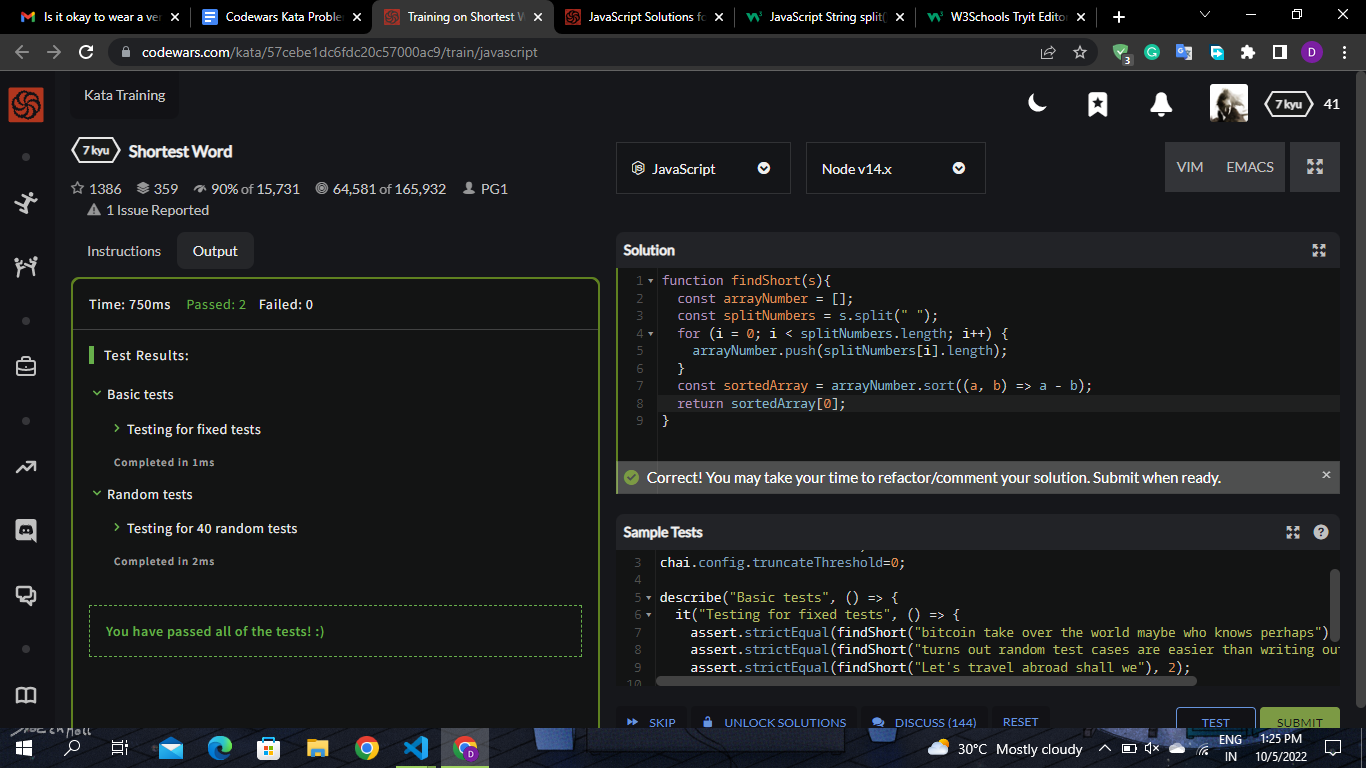 Is it okay to wear a ver
Codewars Kata Proble
Training on Shortest W
JavaScript Solutions fo
JavaScript String split(
W3Schools Tryit Editor
codewars.com/kata/57cebe1dc6fdc20c57000ac9/train/javascript
3
D
Kata Training
7 kyu
41
7 kyu
Shortest Word
1386
359
90% of 15,731
64,581 of 165,932
PG1
1 Issue Reported
JavaScript
Node v14.x
VIM
EMACS
Instructions
Output
Time: 750ms Passed: 2 Failed: 0
Test Results:
Basic tests
Testing for fixed tests
Completed in 1ms
Random tests
Testing for 40 random tests
Completed in 2ms
You have passed all of the tests! :)
Solution
1 function findShort(s){
2 const arrayNumber = [];
3 const splitNumbers = s.split(" ");
4 for (i = 0; i < splitNumbers.length; i++) {
5 arrayNumber.push(splitNumbers[i].length);
6 }
7 const sortedArray = arrayNumber.sort((a, b) => a - b);
8 return sortedArray[0];
9 }
Correct! You may take your time to refactor/comment your solution. Submit when ready.
Sample Tests
3 chai.config.truncateThreshold=0;
4
5 describe("Basic tests", () => {
6 it("Testing for fixed tests", () => {
7 assert.strictEqual(findShort("bitcoin take over the world maybe who knows perhaps")
8 assert.strictEqual(findShort("turns out random test cases are easier than writing ou
9 assert.strictEqual(findShort("Let's travel abroad shall we"), 2);
10
SKIP
UNLOCK SOLUTIONS
DISCUSS (144)
RESET
TEST
SUBMIT
D
30°C Mostly cloudy
ENG
IN
1:25 PM
10/5/2022